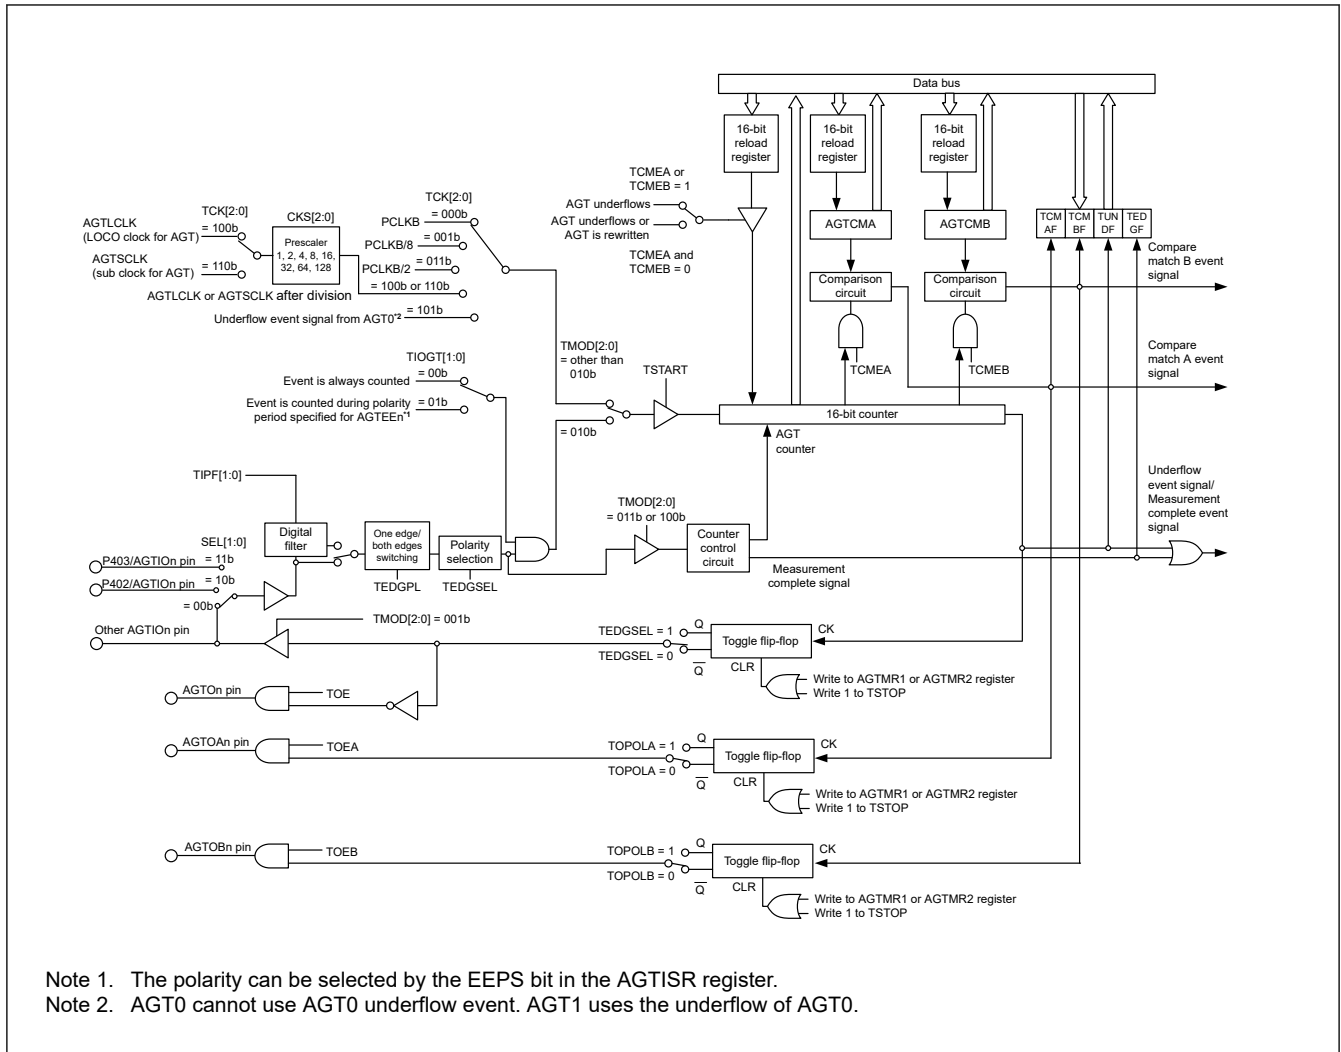 Data bus
16-bit
reload
register
16-bit
reload
register
16-bit
reload
register
TCMEA or
TCMEB = 1
AGT underflows
AGT underflows or
AGT is rewritten
TCMEA and
TCMEB = 0
TCK[2:0]
= 000b
PCLKB
= 001b
PCLKB/8
= 011b
PCLKB/2
= 100b or 110b
AGTLCLK or AGTSCLK after division
= 101b
Underflow event signal from AGT0*2
TCK[2:0]
CKS[2:0]
AGTLCLK
(LOCO clock for AGT)
= 100b
AGTSCLK
(sub clock for AGT)
= 110b
Prescaler
1, 2, 4, 8, 16,
32, 64, 128
AGTCMA
AGTCMB
TCM
AF
TCM
BF
TUN
DF
TED
GF
Compare
match B event
signal
Comparison
circuit
Comparison
circuit
TCMEA
TCMEB
Compare
match A event
signal
TIOGT[1:0]
= 00b
Event is always counted
Event is counted during polarity
period specified for AGTEEn*1
= 01b
TMOD[2:0]
= other than
010b
= 010b
TSTART
16-bit counter
AGT
counter
Underflow
event signal/
Measurement
complete event
signal
TIPF[1:0]
TMOD[2:0]
= 011b or 100b
SEL[1:0]
Digital
filter
One edge/
both edges
switching
Polarity
selection
Counter
control
circuit
P403/AGTIOn pin
= 11b
P402/AGTIOn pin
= 10b
= 00b
TEDGPL
TEDGSEL
Measurement
complete signal
TMOD[2:0] = 001b
Other AGTIOn pin
TEDGSEL = 1
TEDGSEL = 0
Q
Q
Toggle flip-flop
CK
CLR
Write to AGTMR1 or AGTMR2 register
Write 1 to TSTOP
AGTOn pin
TOE
AGTOAn pin
TOEA
TOPOLA = 1
TOPOLA = 0
Q
Q
Toggle flip-flop
CK
CLR
Write to AGTMR1 or AGTMR2 register
Write 1 to TSTOP
AGTOBn pin
TOEB
TOPOLB = 1
TOPOLB = 0
Q
Q
Toggle flip-flop
CK
CLR
Write to AGTMR1 or AGTMR2 register
Write 1 to TSTOP
Note 1. The polarity can be selected by the EEPS bit in the AGTISR register.
Note 2. AGT0 cannot use AGT0 underflow event. AGT1 uses the underflow of AGT0.